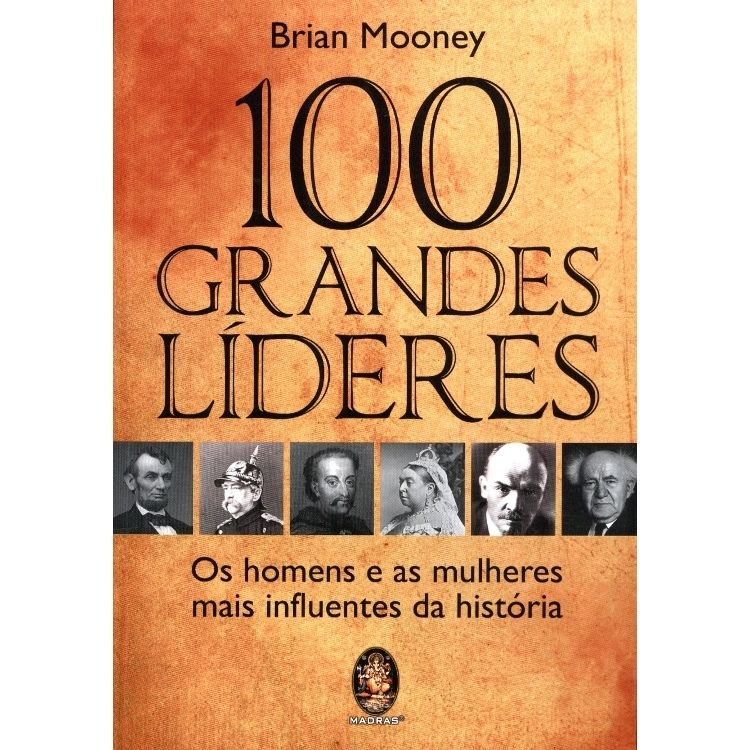 Brian Mooney
100
GRANDES
LÍDERES
Os homens e as mulheres
mais influentes da história
MADRAS®